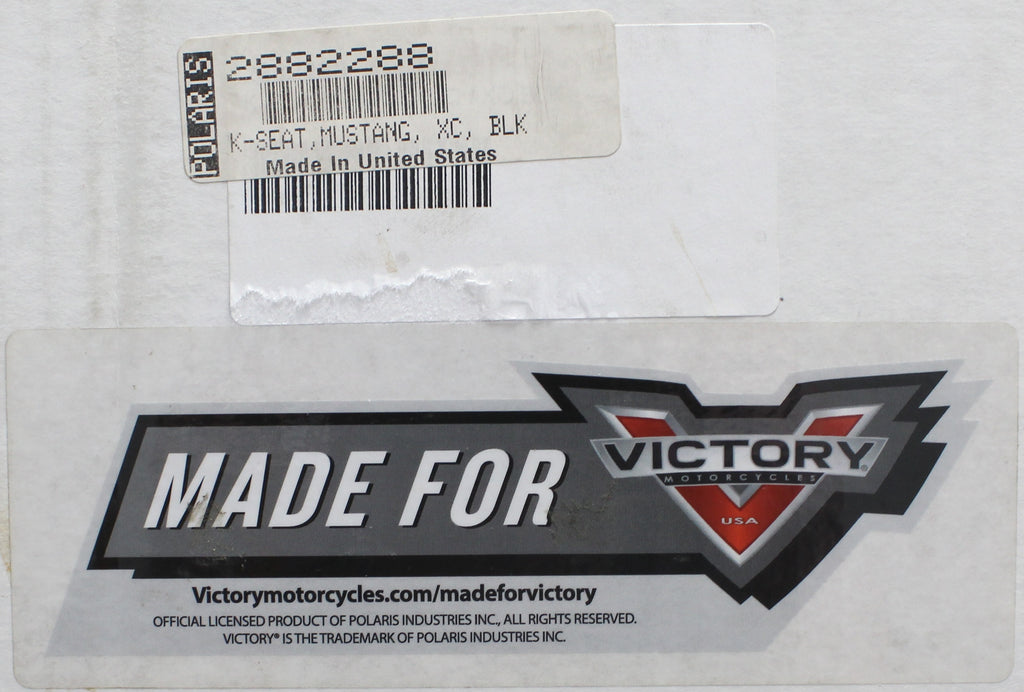 POLARIS
2882288
K-SEAT,MUSTANG, XC, BLK
Made In United States
MADE FOR
VICTORY®
MOTORCYCLES
USA
Victorymotorcycles.com/madeforvictory
OFFICIAL LICENSED PRODUCT OF POLARIS INDUSTRIES INC., ALL RIGHTS RESERVED.
VICTORY® IS THE TRADEMARK OF POLARIS INDUSTRIES INC.